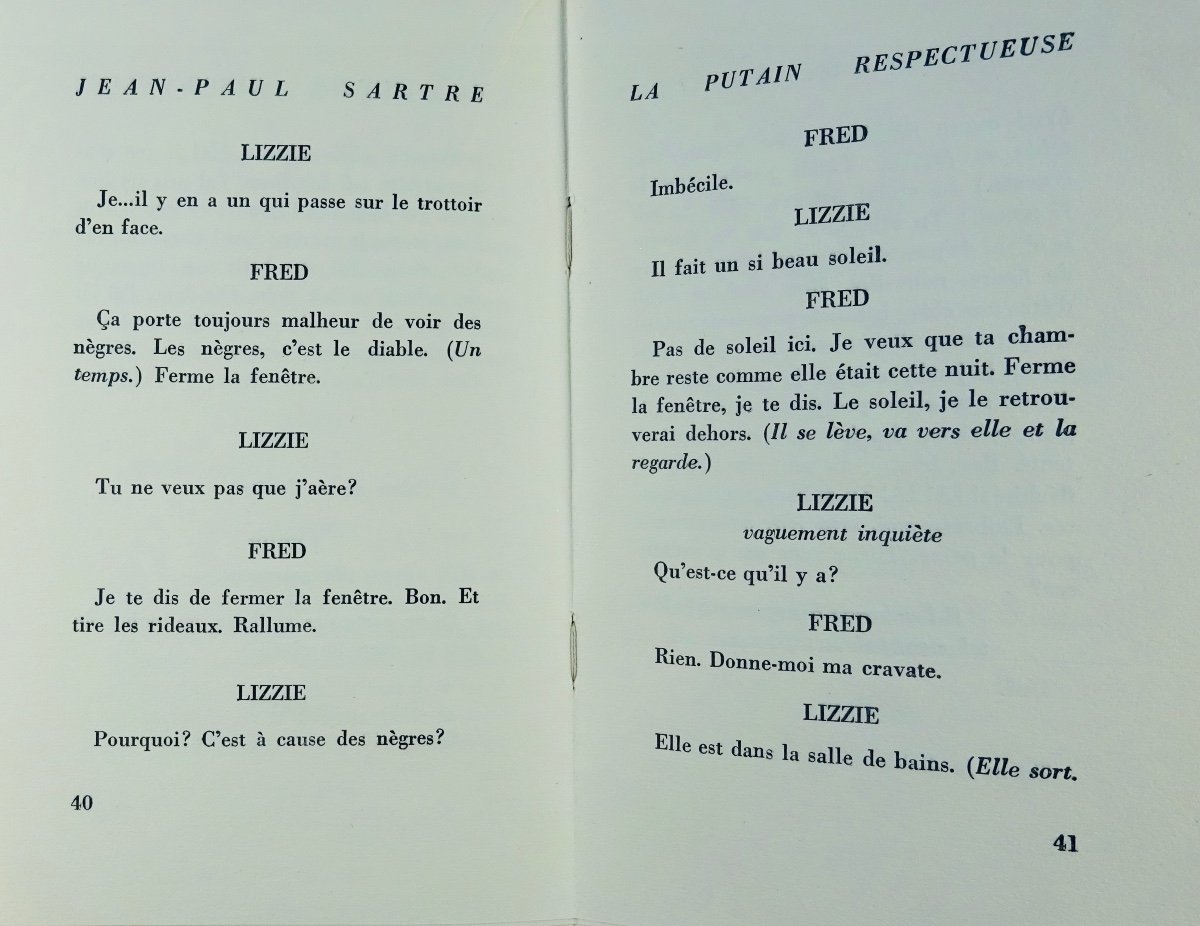 JEAN-PAUL SARTRE
LIZZIE
Je...il y en a un qui passe sur le trottoir
d'en face.
FRED
Ça porte toujours malheur de voir des
nègres. Les nègres, c'est le diable. (Un
temps.) Ferme la fenêtre.
LIZZIE
Tu ne veux pas que j'aère?
FRED
Je te dis de fermer la fenêtre. Bon. Et
tire les rideaux. Rallume.
LIZZIE
Pourquoi? C'est à cause des nègres?
40
LA PUTAIN RESPECTUEUSE
FRED
Imbécile.
LIZZIE
Il fait un si beau soleil.
FRED
Pas de soleil ici. Je veux que ta cham-
bre reste comme elle était cette nuit. Ferme
la fenêtre, je te dis. Le soleil, je le retrou-
verai dehors. (Il se lève, va vers elle et la
regarde.)
LIZZIE
vaguement inquiète
Qu'est-ce qu'il y a?
FRED
Rien. Donne-moi ma cravate.
LIZZIE
Elle est dans la salle de bains. (Elle sort.
41